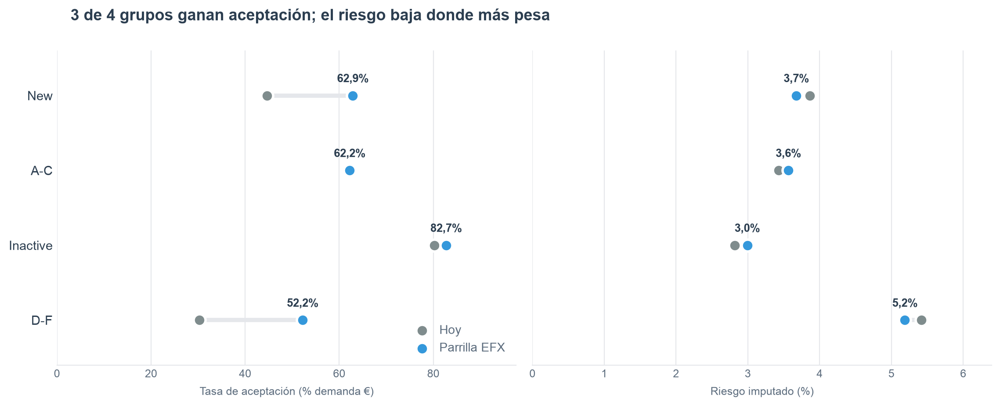 3 de 4 grupos ganan aceptación; el riesgo baja donde más pesa
New
A-C
Inactive
D-F
62,9%
62,2%
82,7%
52,2%
Hoy
Parrilla EFX
0 20 40 60 80
Tasa de aceptación (% demanda €)
3,7%
3,6%
3,0%
5,2%
0 1 2 3 4 5 6
Riesgo imputado (%)